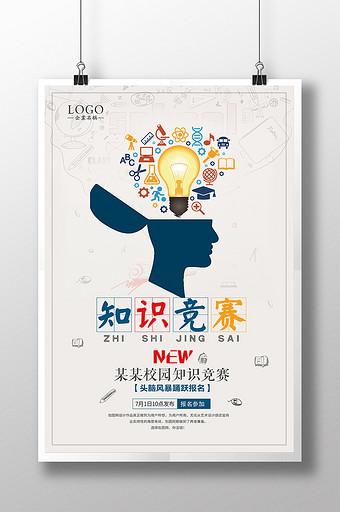 LOGO
—企业名称—
ABC
知识竞赛
ZHI SHI JING SAI
NEW
某某校园知识竞赛
【头脑风暴踊跃报名】
7月1日10点发布 报名参加